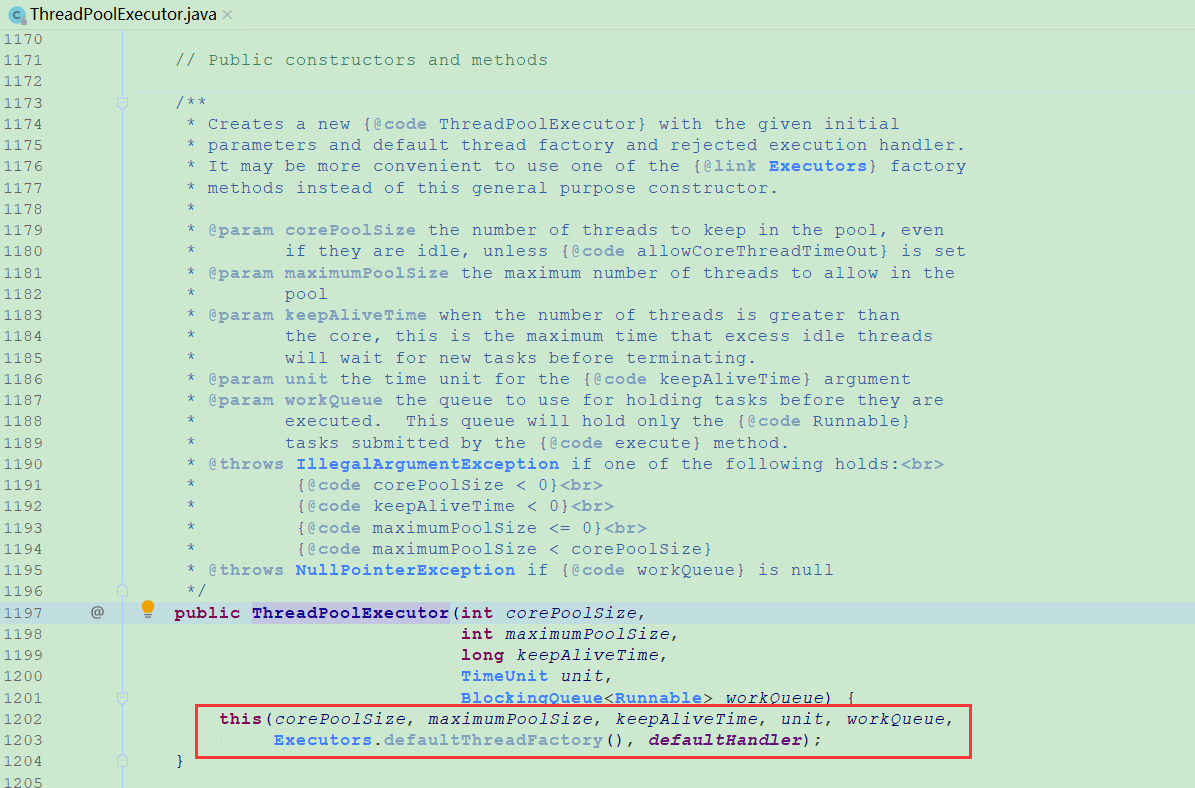 ThreadPoolExecutor.java
1170
1171 // Public constructors and methods
1172
1173 /**
1174 * Creates a new {@code ThreadPoolExecutor} with the given initial
1175 * parameters and default thread factory and rejected execution handler.
1176 * It may be more convenient to use one of the {@link Executors} factory
1177 * methods instead of this general purpose constructor.
1178 *
1179 * @param corePoolSize the number of threads to keep in the pool, even
1180 * if they are idle, unless {@code allowCoreThreadTimeOut} is set
1181 * @param maximumPoolSize the maximum number of threads to allow in the
1182 * pool
1183 * @param keepAliveTime when the number of threads is greater than
1184 * the core, this is the maximum time that excess idle threads
1185 * will wait for new tasks before terminating.
1186 * @param unit the time unit for the {@code keepAliveTime} argument
1187 * @param workQueue the queue to use for holding tasks before they are
1188 * executed.  This queue will hold only the {@code Runnable}
1189 * tasks submitted by the {@code execute} method.
1190 * @throws IllegalArgumentException if one of the following holds:<br>
1191 * {@code corePoolSize < 0}<br>
1192 * {@code keepAliveTime < 0}<br>
1193 * {@code maximumPoolSize <= 0}<br>
1194 * {@code maximumPoolSize < corePoolSize}
1195 * @throws NullPointerException if {@code workQueue} is null
1196 */
1197 @ public ThreadPoolExecutor(int corePoolSize,
1198 int maximumPoolSize,
1199 long keepAliveTime,
1200 TimeUnit unit,
1201 BlockingQueue<Runnable> workQueue) {
1202 this(corePoolSize, maximumPoolSize, keepAliveTime, unit, workQueue,
1203 Executors.defaultThreadFactory(), defaultHandler);
1204 }
1205